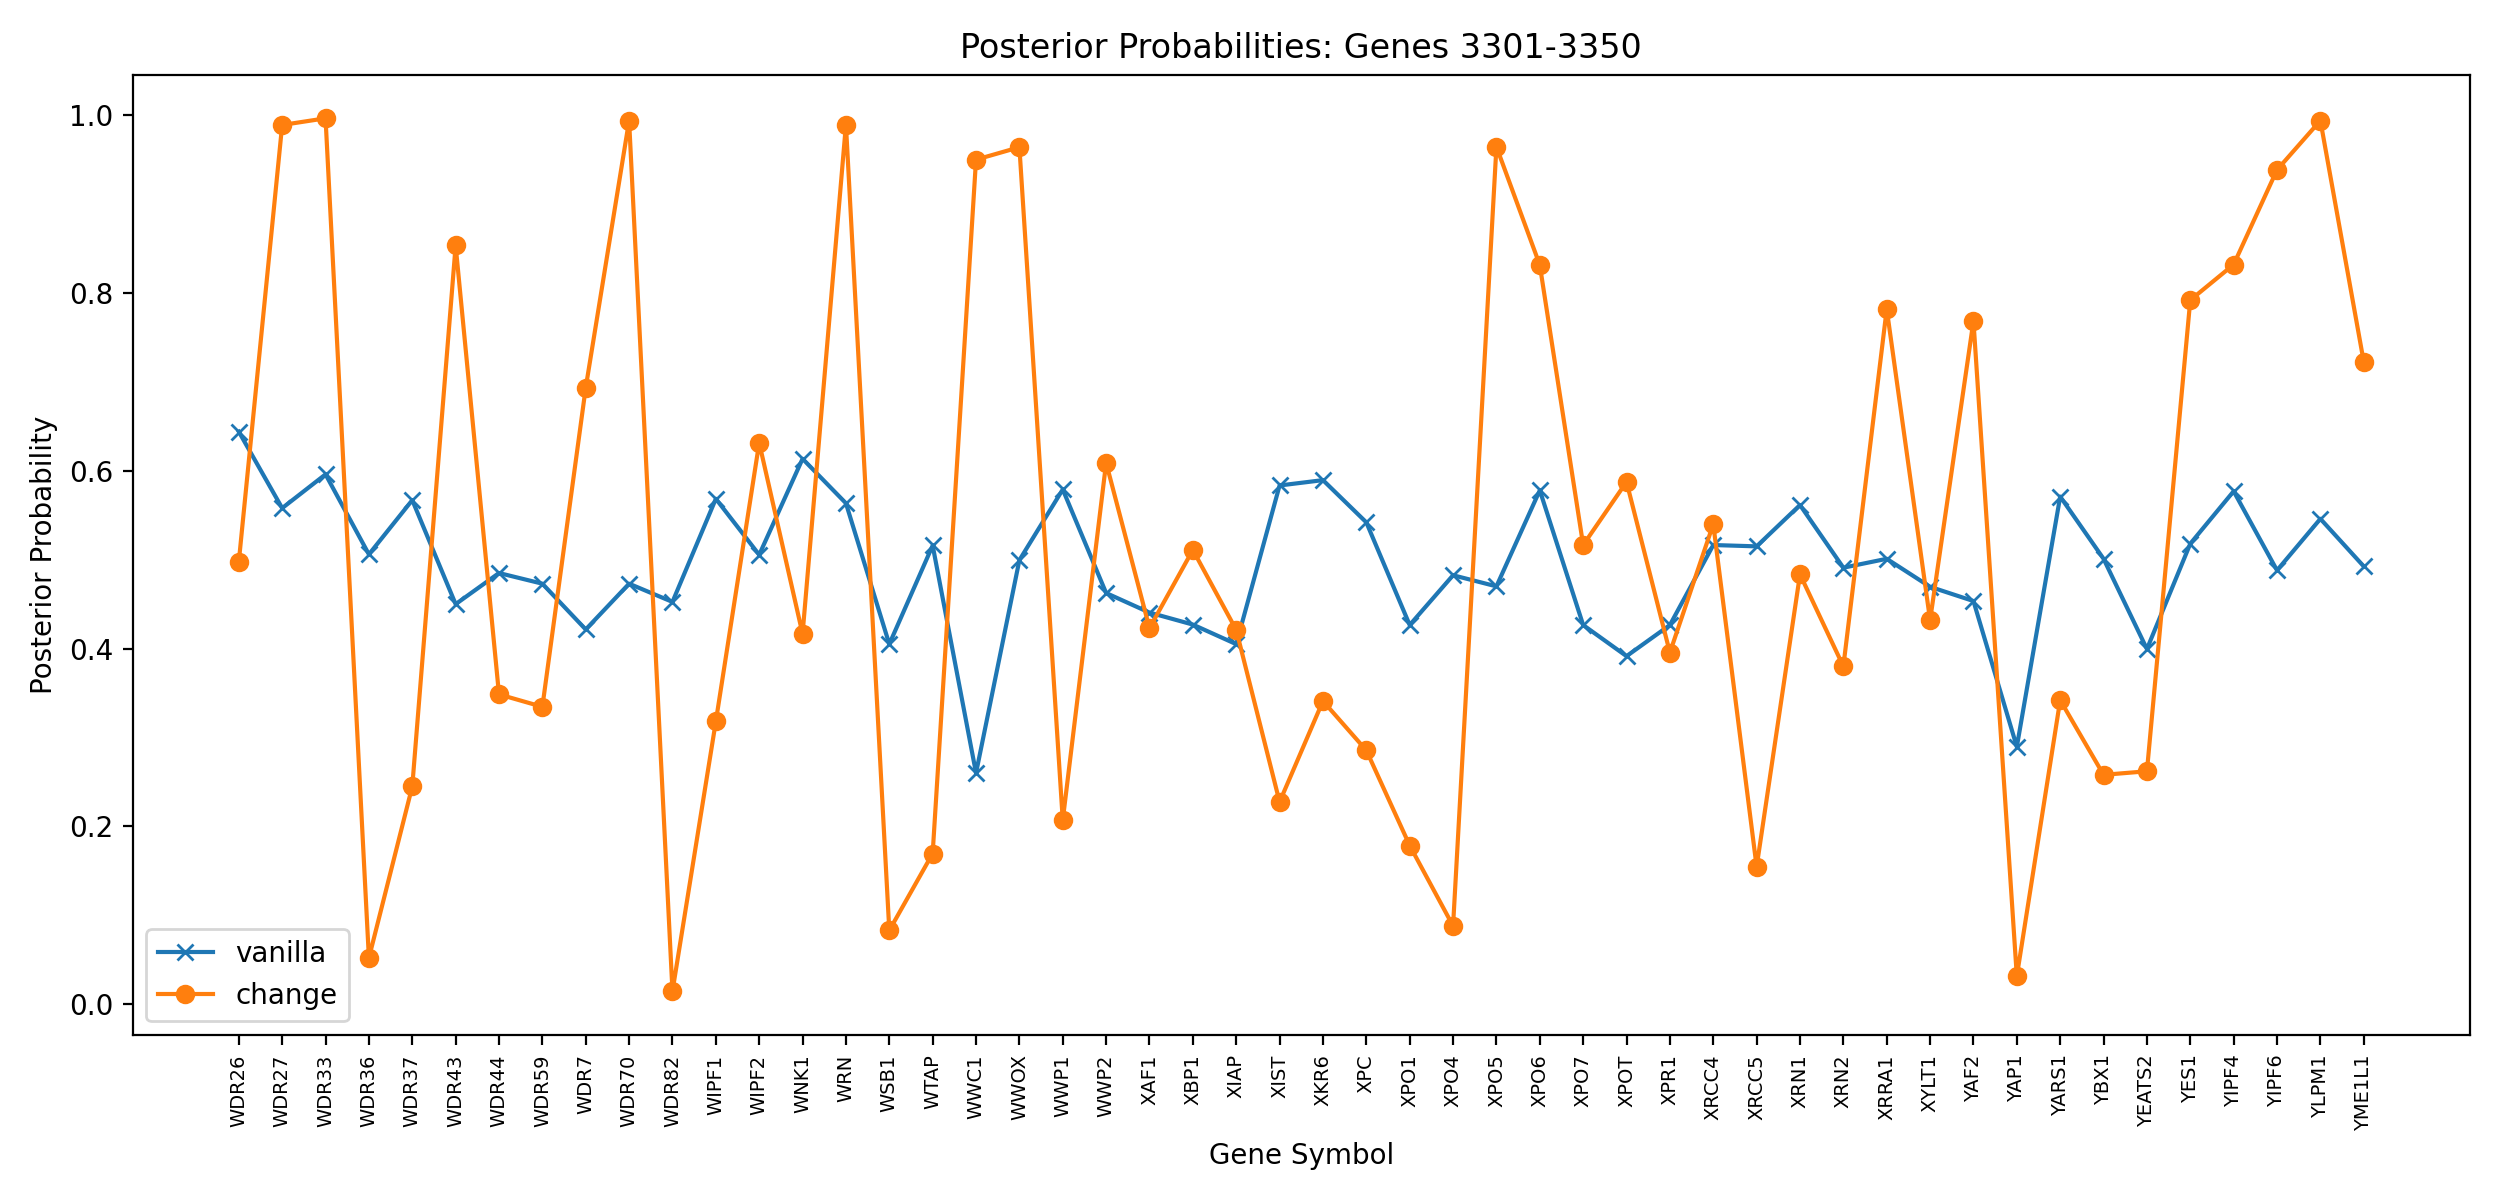 Posterior Probabilities: Genes 3301-3350
Posterior Probability
1.0
0.8
0.6
0.4
0.2
0.0
vanilla
change
WDR26
WDR27
WDR33
WDR36
WDR37
WDR43
WDR44
WDR59
WDR7
WDR70
WDR82
WIPF1
WIPF2
WNK1
WRN
WSB1
WTAP
WWC1
WWOX
WWP1
WWP2
XAF1
XBP1
XIAP
XIST
XKR6
XPC
XPO1
XPO4
XPO5
XPO6
XPO7
XPOT
XPR1
XRCC4
XRCC5
XRN1
XRN2
XRRA1
XYLT1
YAF2
YAP1
YARS1
YBX1
YEATS2
YES1
YIPF4
YIPF6
YLPM1
YME1L1
Gene Symbol